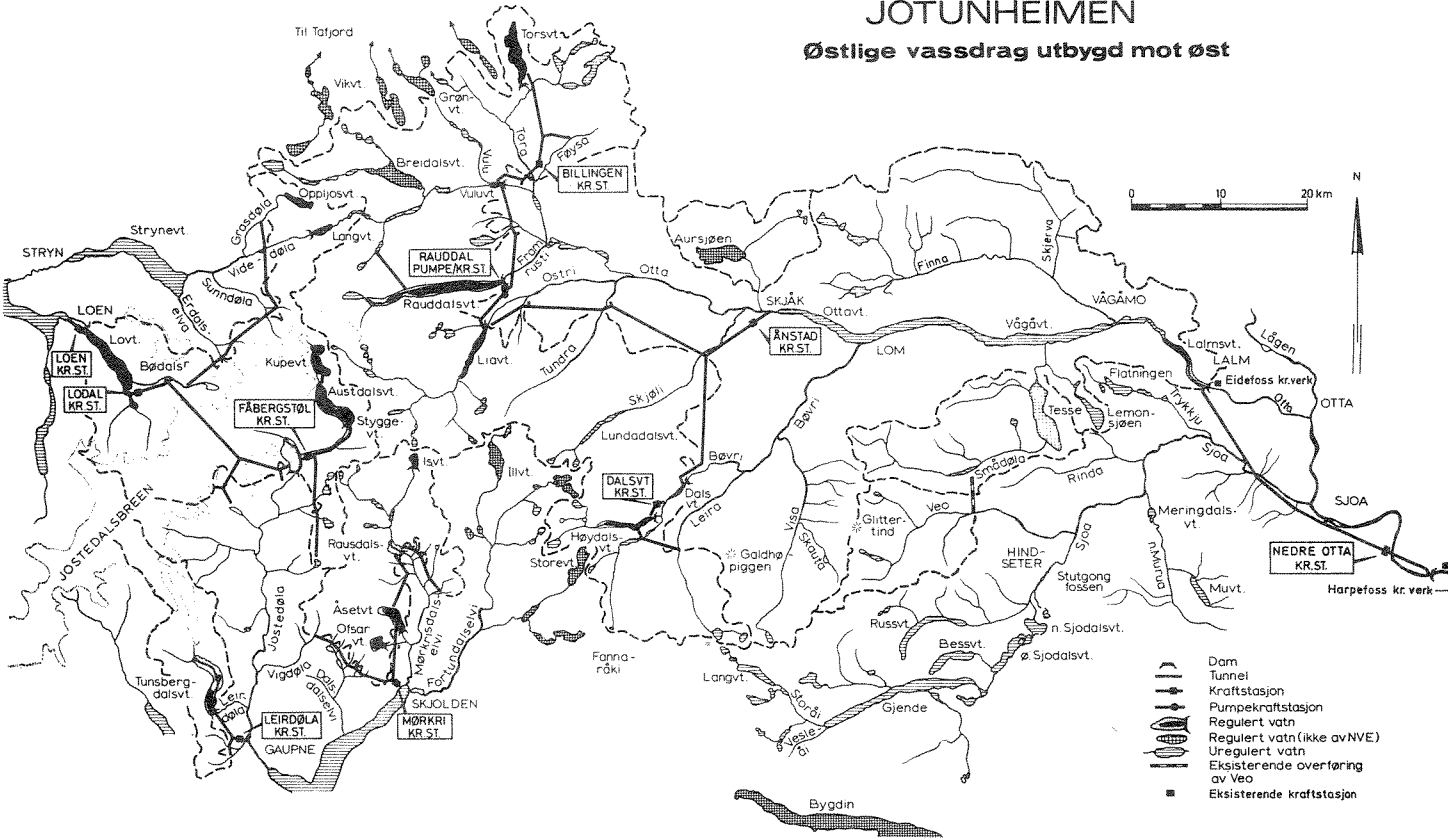 JOTUNHEIMEN
Østlige vassdrag utbygd mot øst
Til Tafjord
Torsvt.
Vikvt.
Grøn-
vt.
Tora
Føysa
Vulu
Breidalsvt.
BILLINGEN
KR.ST.
Oppljosvt.
Vuluvt.
Grasdøla
Strynevt.
Langvt.
STRYN
Videdøla
Sunndøla
Erdals-
elva
RAUDDAL
PUMPE/KR.ST.
Framrusti
Rauddalsvt.
Ostri
Otta
Aursjøen
Finna
Skjerva
0 10 20 km
N
SKJÅK
Ottavt.
VÅGÅMO
Vågåvt.
LOM
ÅNSTAD
KR.ST.
Lågen
Lalmsvt.
LALM
Eidefoss kr.verk
Otta
OTTA
LOEN
Lovt.
LOEN
KR.ST.
Bødalsvt.
LODAL
KR.ST.
Kupevt.
Austdalsvt.
FÅBERGSTØL
KR.ST.
Stygge-
vt.
Liavt.
Tundra
Skjøli
Lundadalsvt.
Bøvri
Bøvri
Flatningen
Trykkju
Tesse
Lemon-
sjøen
Sjoa
Isvt.
Illvt.
DALSVT
KR.ST.
Dals
vt.
Leira
Smådøla
Rinda
Veo
Glitter-
tind
Visa
Skauta
Galdhø-
piggen
Høydals-
vt.
Storevt.
HIND-
SETER
Sjoa
Stutgong
fossen
Meringdals-
vt.
n.Murua
Muvt.
SJOA
NEDRE OTTA
KR.ST.
Harpefoss kr. verk
JOSTEDALSBREEN
Rausdals-
vt.
Åsetvt
Ofsar
vt
Jostedøla
Mørkrisdals
elvi
Fortundalselvi
Vigdøla
Dals-
dalselvi
SKJOLDEN
MØRKRI
KR.ST.
Tunsberg-
dalsvt.
Leir
døla
LEIRDØLA
KR.ST.
GAUPNE
Fanna-
råki
Langvt.
Russvt.
Bessvt.
n.Sjodalsvt.
ø.Sjodalsvt.
Storåi
Gjende
Vesle
åi
Bygdin
Dam
Tunnel
Kraftstasjon
Pumpekraftstasjon
Regulert vatn
Regulert vatn (ikke av NVE)
Uregulert vatn
Eksisterende overføring
av Veo
Eksisterende kraftstasjon